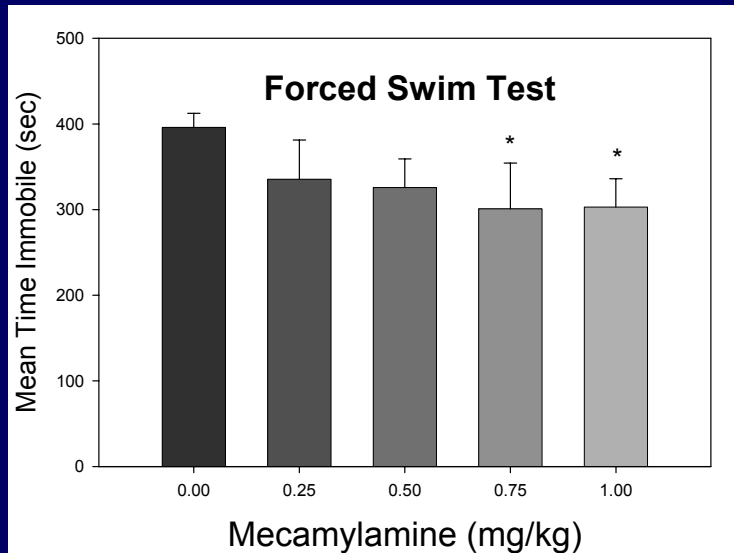 500
Forced Swim Test
400
*
*
300
200
100
0
Mean Time Immobile (sec)
0.00 0.25 0.50 0.75 1.00
Mecamylamine (mg/kg)